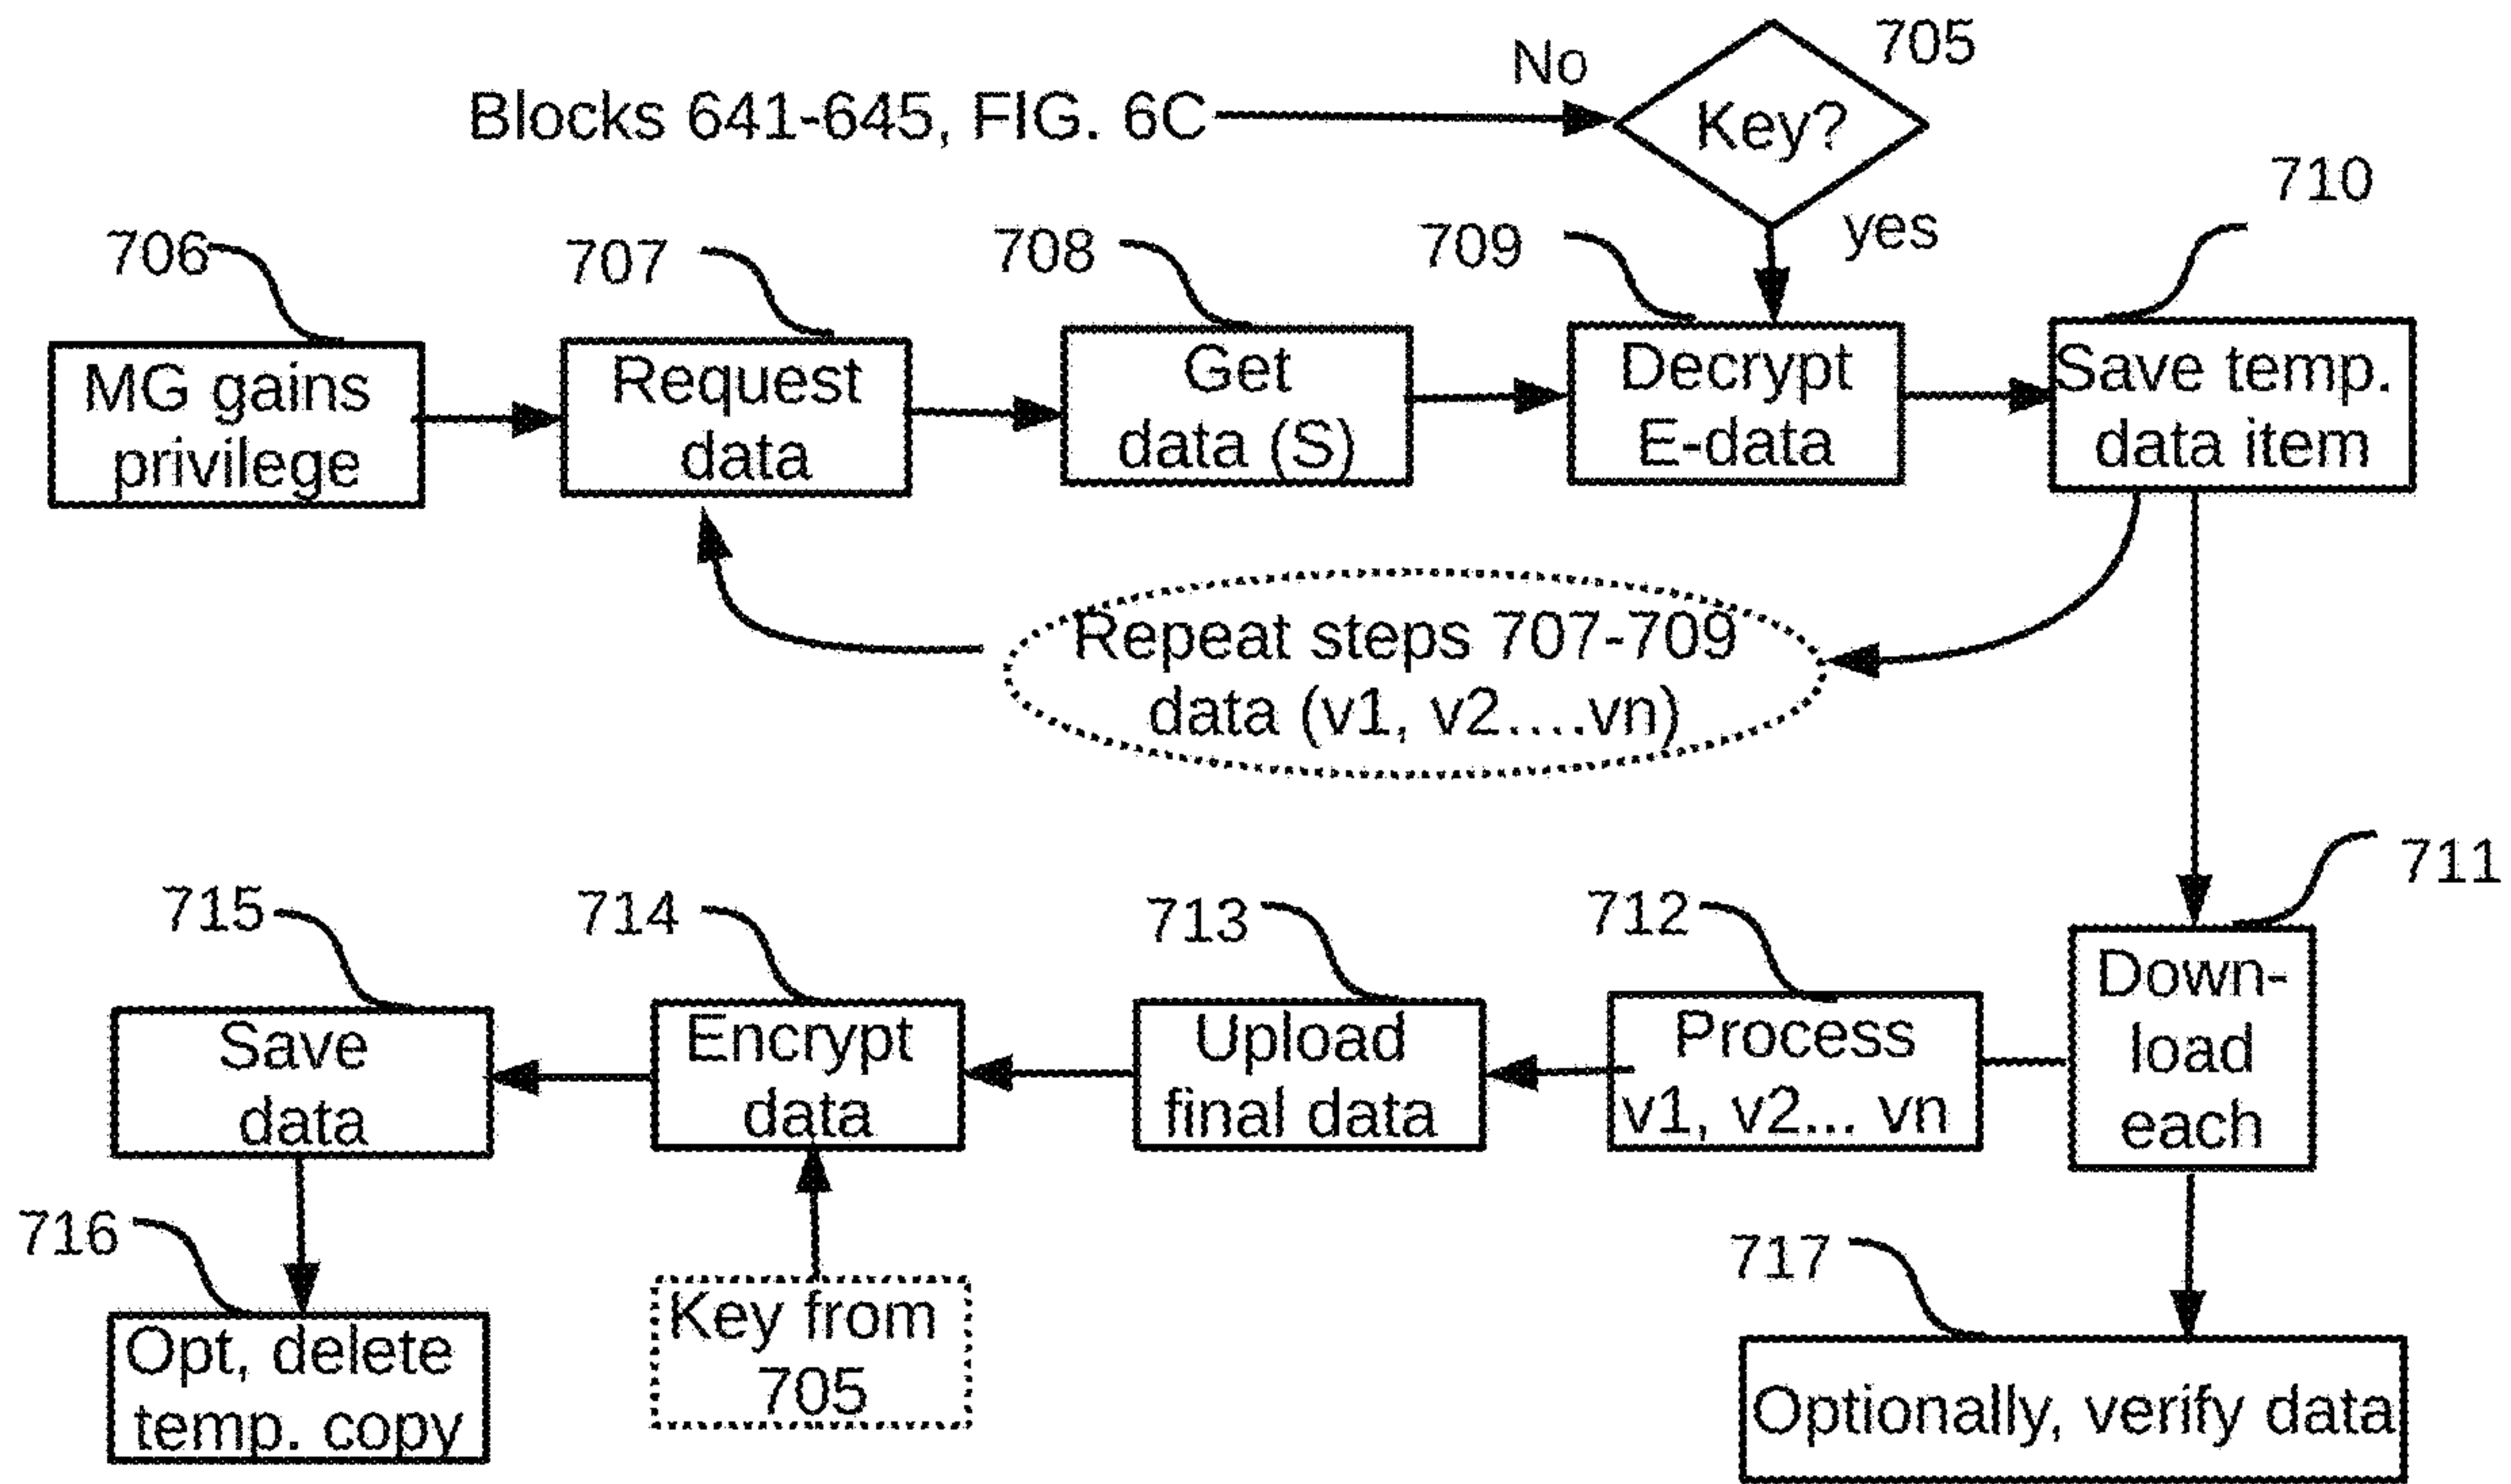 705
No
Blocks 641-645, FIG. 6C
Key?
yes
706
707
708
709
710
MG gains
privilege
Request
data
Get
data (S)
Decrypt
E-data
Save temp.
data item
Repeat steps 707-709
data (v1, v2....vn)
711
715
714
713
712
Down-
load
each
Process
v1, v2... vn
Upload
final data
Encrypt
data
Save
data
716
717
Opt, delete
temp. copy
Key from
705
Optionally, verify data